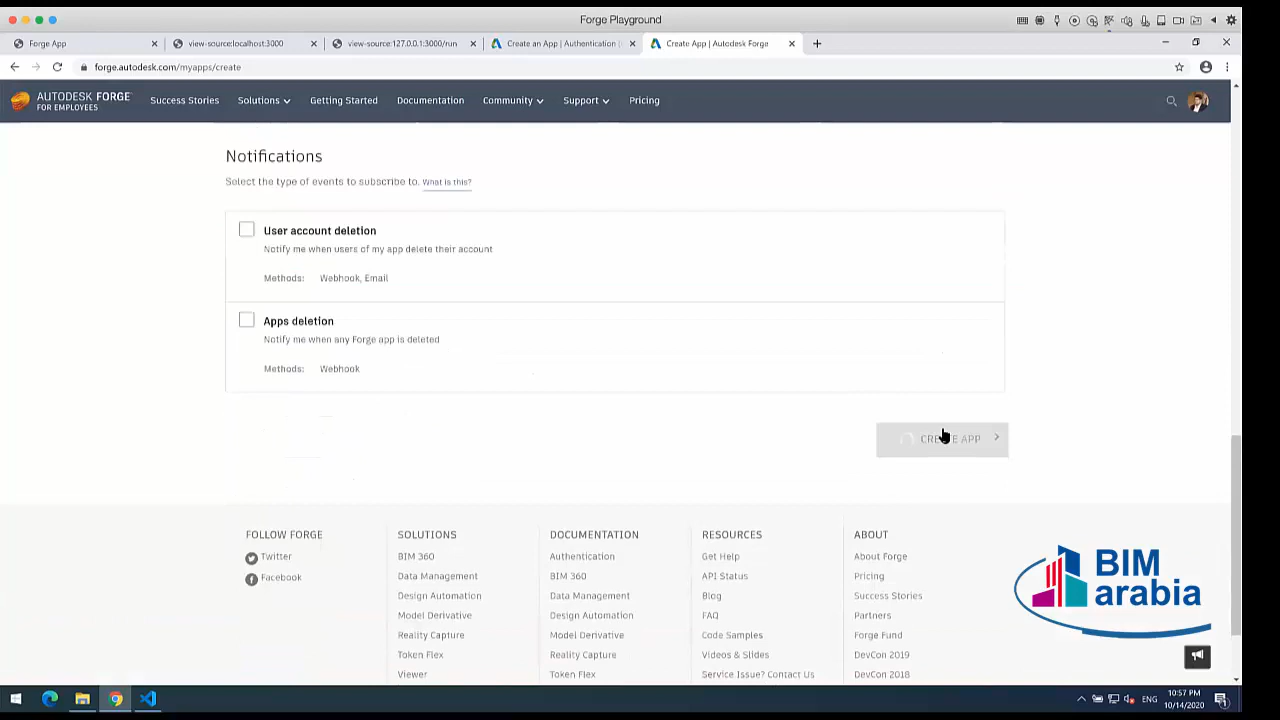 Forge Playground
Forge App
view-source:localhost:3000
view-source:127.0.0.1:3000/run
Create an App | Authentication |
Create App | Autodesk Forge
forge.autodesk.com/myapps/create
AUTODESK FORGE
FOR EMPLOYEES
Success Stories
Solutions
Getting Started
Documentation
Community
Support
Pricing
Notifications
Select the type of events to subscribe to. What is this?
User account deletion
Notify me when users of my app delete their account
Methods: Webhook, Email
Apps deletion
Notify me when any Forge app is deleted
Methods: Webhook
CREATE APP
FOLLOW FORGE
Twitter
Facebook
SOLUTIONS
BIM 360
Data Management
Design Automation
Model Derivative
Reality Capture
Token Flex
Viewer
DOCUMENTATION
Authentication
BIM 360
Data Management
Design Automation
Model Derivative
Reality Capture
Token Flex
RESOURCES
Get Help
API Status
Blog
FAQ
Code Samples
Videos & Slides
Service Issue? Contact Us
ABOUT
About Forge
Pricing
Success Stories
Partners
Forge Fund
DevCon 2019
DevCon 2018
BIM
arabia
ENG
10:57 PM
10/14/2020